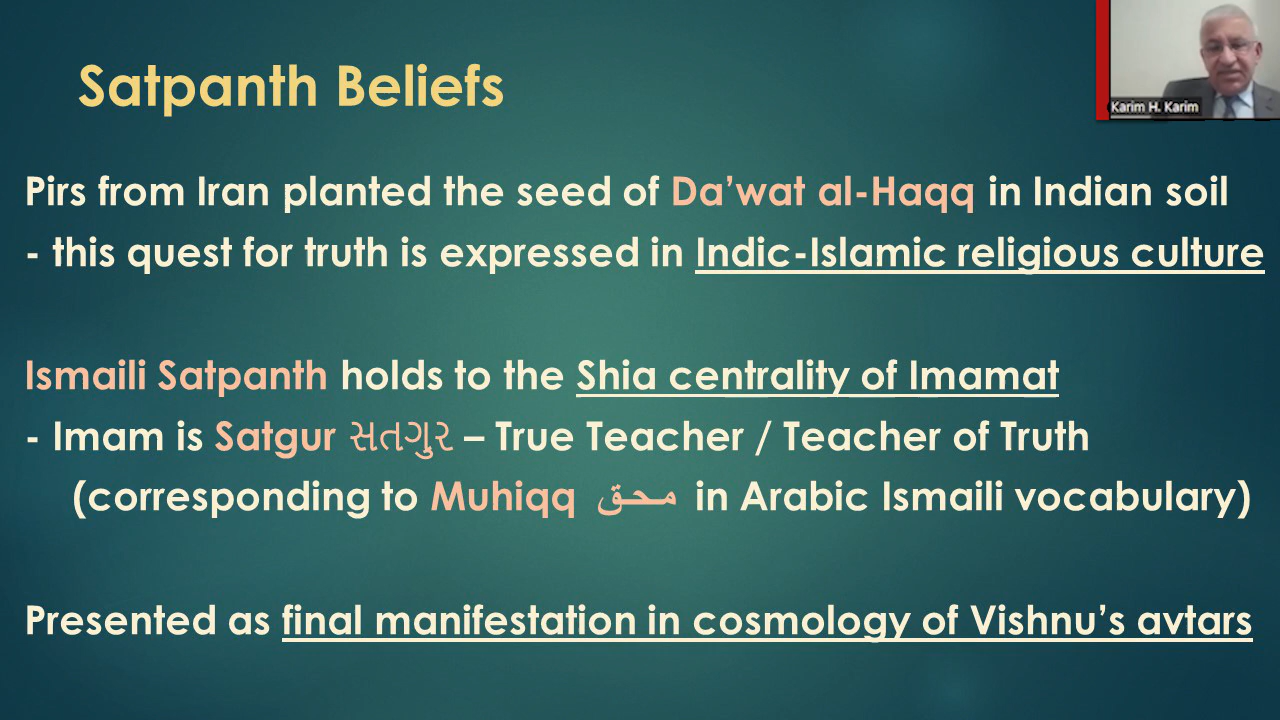 Satpanth Beliefs
Karim H. Karim
Pirs from Iran planted the seed of Da’wat al-Haqq in Indian soil
- this quest for truth is expressed in Indic-Islamic religious culture
Ismaili Satpanth holds to the Shia centrality of Imamat
- Imam is Satgur સતગુર – True Teacher / Teacher of Truth
(corresponding to Muhiqq محق in Arabic Ismaili vocabulary)
Presented as final manifestation in cosmology of Vishnu’s avtars